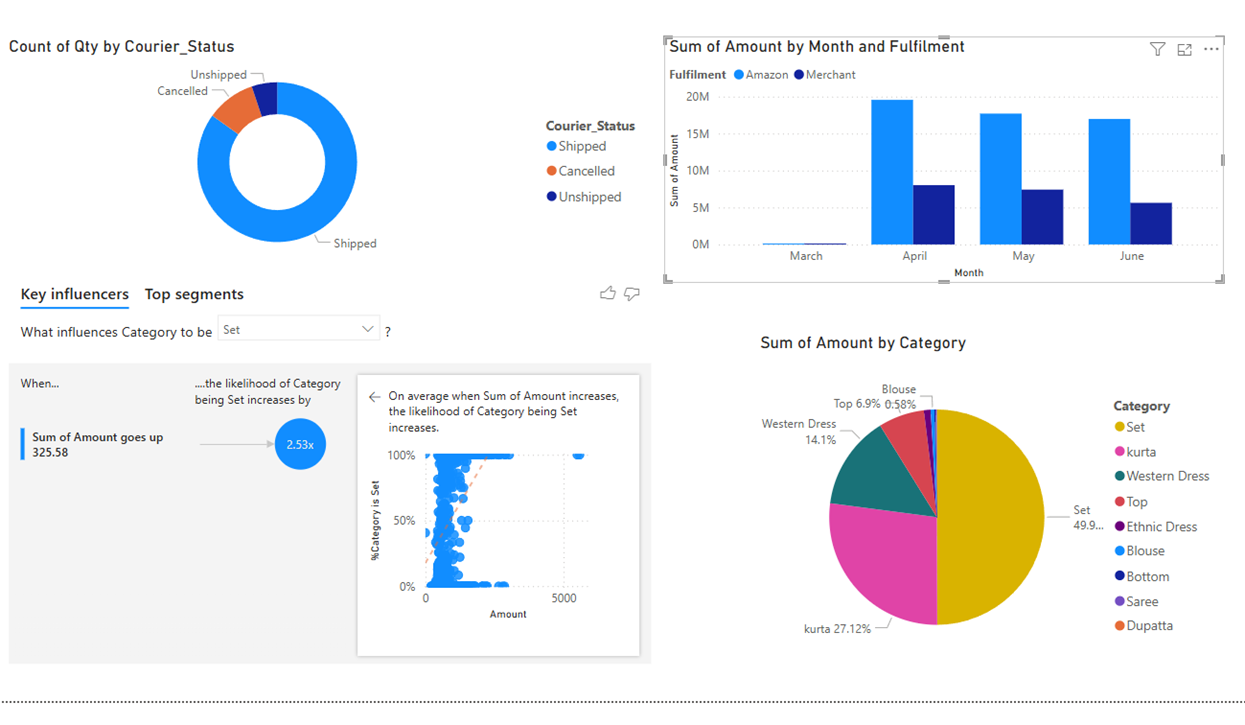 Count of Qty by Courier_Status
Unshipped
Cancelled
Shipped
Courier_Status
Shipped
Cancelled
Unshipped
Sum of Amount by Month and Fulfilment
Fulfilment Amazon Merchant
Sum of Amount
20M
15M
10M
5M
0M
March April May June
Month
Key influencers Top segments
What influences Category to be Set ?
When...
....the likelihood of Category
being Set increases by
Sum of Amount goes up
325.58
2.53x
On average when Sum of Amount increases,
the likelihood of Category being Set
increases.
%Category is Set
100%
50%
0%
0 5000
Amount
Sum of Amount by Category
Blouse
0.58%
Top 6.9%
Western Dress
14.1%
kurta 27.12%
Set
49.9...
Category
Set
kurta
Western Dress
Top
Ethnic Dress
Blouse
Bottom
Saree
Dupatta